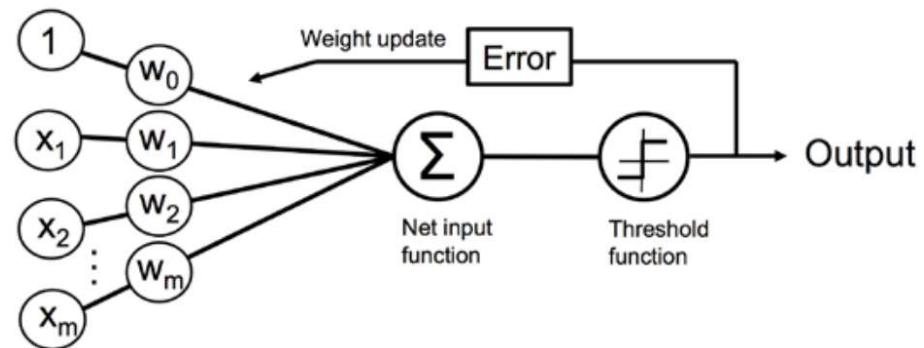 1
w₀
Weight update
Error
x₁
w₁
Σ
Output
x₂
w₂
Net input
function
Threshold
function
⋮
wₘ
xₘ